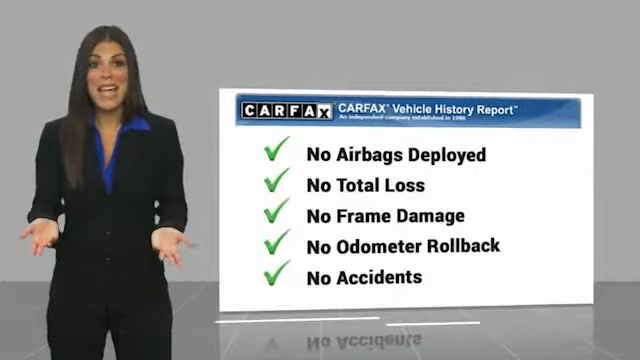 CARFAX CARFAX® Vehicle History Report™
An independent company established in 1986
No Airbags Deployed
No Total Loss
No Frame Damage
No Odometer Rollback
No Accidents